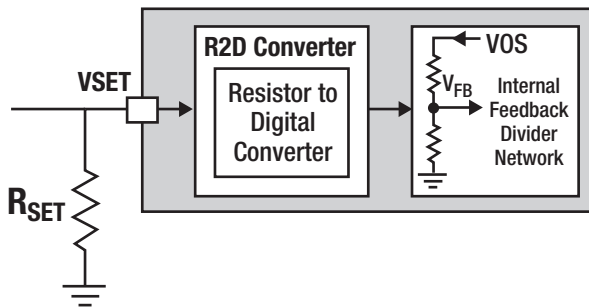 R2D Converter
Resistor to
Digital
Converter
VOS
VFB
Internal
Feedback
Divider
Network
VSET
RSET